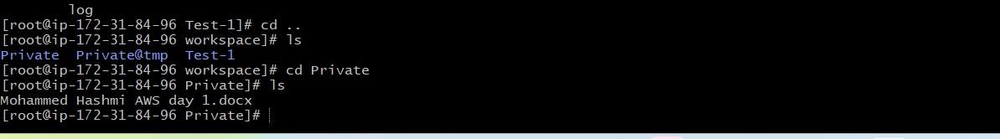 log
[root@ip-172-31-84-96 Test-1]# cd ..
[root@ip-172-31-84-96 workspace]# ls
Private  Private@tmp  Test-1
[root@ip-172-31-84-96 workspace]# cd Private
[root@ip-172-31-84-96 Private]# ls
Mohammed Hashmi AWS day 1.docx
[root@ip-172-31-84-96 Private]#